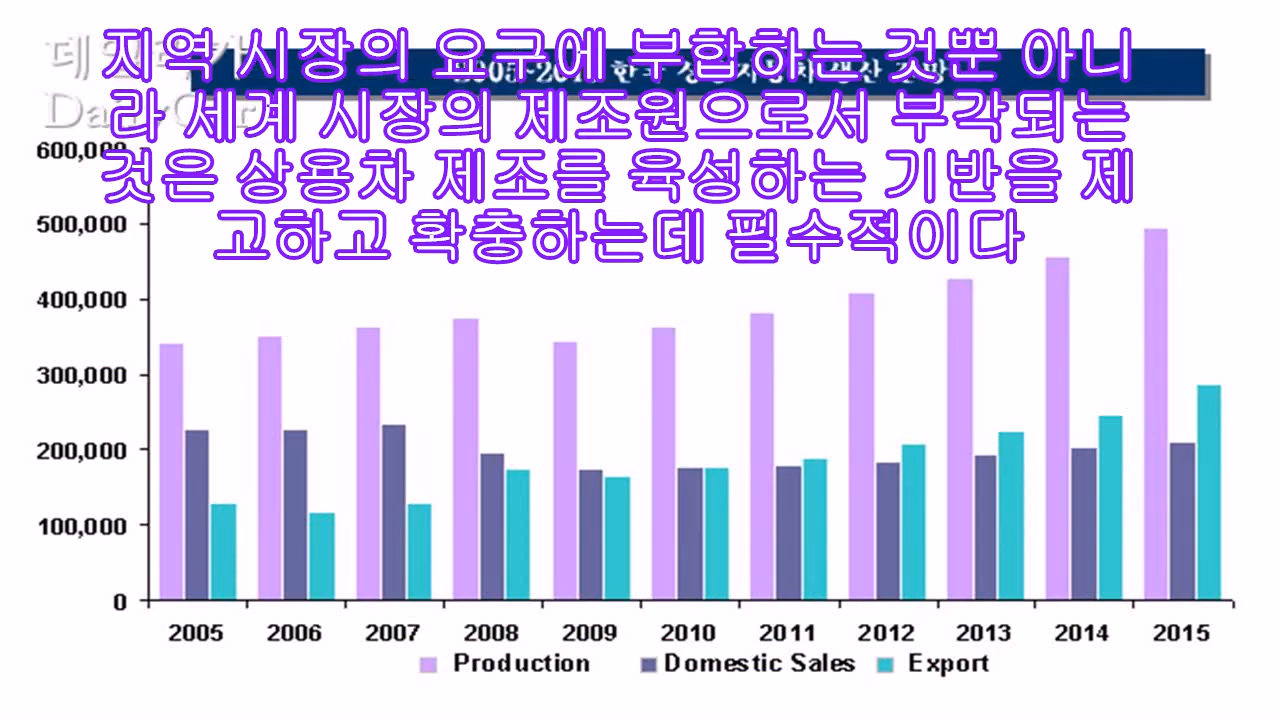 지역 시장의 요구에 부합하는 것뿐 아니
라 세계 시장의 제조원으로서 부각되는
것은 상용차 제조를 육성하는 기반을 제
고하고 확충하는데 필수적이다
600,000
500,000
400,000
300,000
200,000
100,000
0
2005 2006 2007 2008 2009 2010 2011 2012 2013 2014 2015
Production Domestic Sales Export